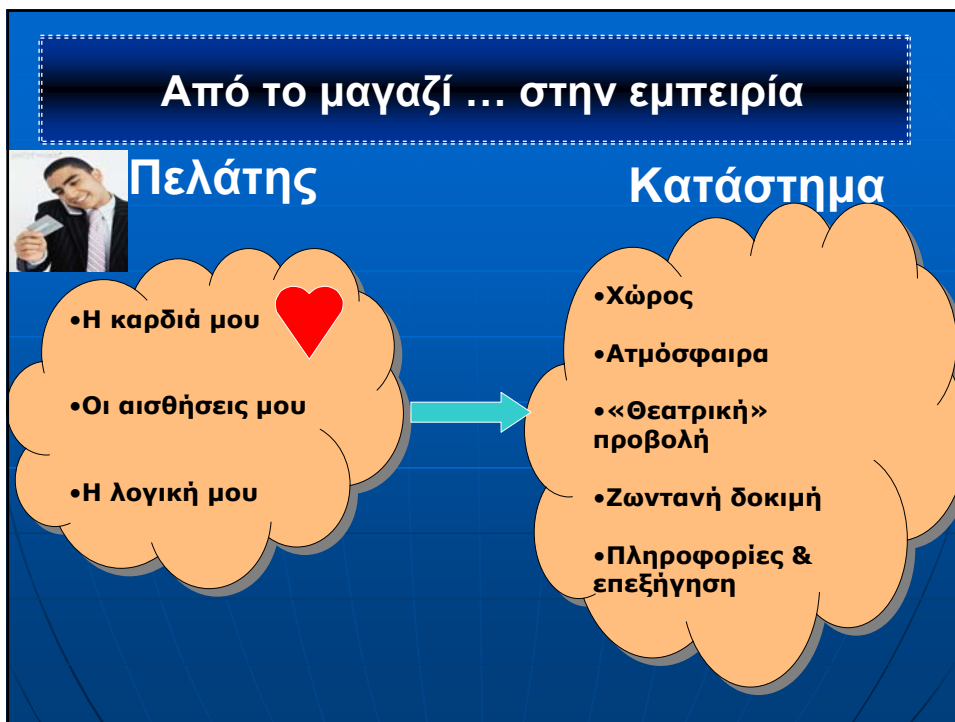 Από το μαγαζί … στην εμπειρία
Πελάτης
•Η καρδιά μου
•Οι αισθήσεις μου
•Η λογική μου
Κατάστημα
•Χώρος
•Ατμόσφαιρα
•«Θεατρική»
προβολή
•Ζωντανή δοκιμή
•Πληροφορίες &
επεξήγηση